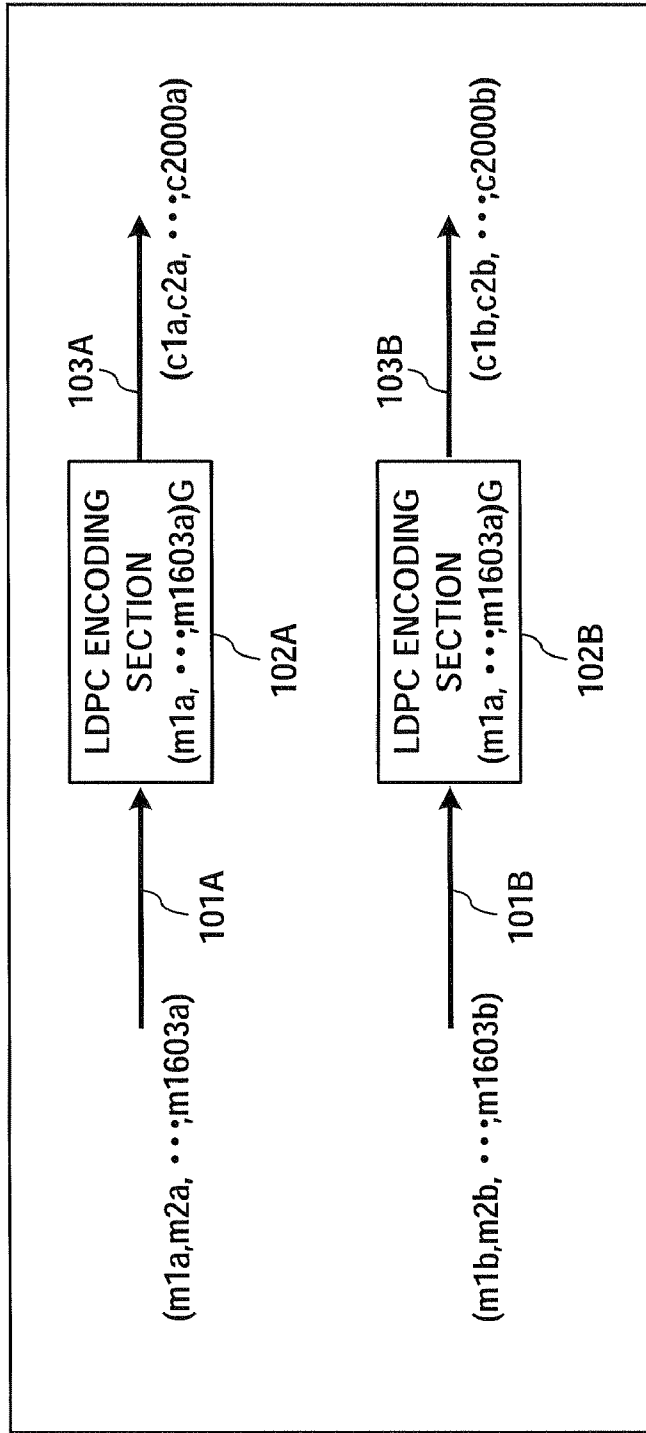 101A
103A
(m1a,m2a, •••,m1603a)
LDPC ENCODING
SECTION
(m1a, •••,m1603a)G
(c1a,c2a, •••,c2000a)
102A
101B
103B
(m1b,m2b, •••,m1603b)
LDPC ENCODING
SECTION
(m1a, •••,m1603a)G
(c1b,c2b, •••,c2000b)
102B